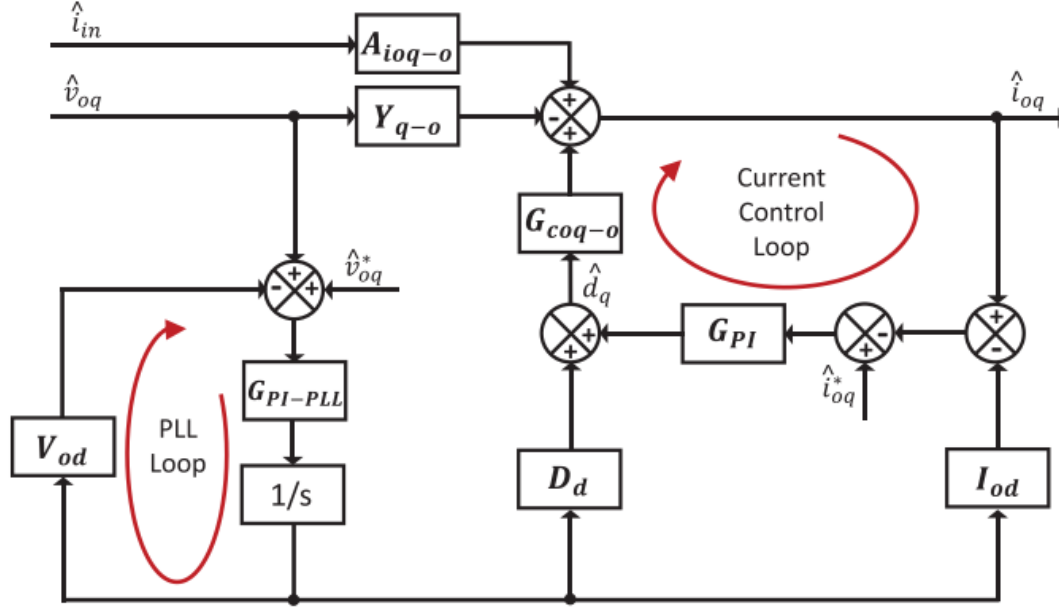 î_in
A_ioq-o
v̂_oq
Y_q-o
î_oq
+
-
+
Current
Control
Loop
G_coq-o
v̂*_oq
+
-
+
d̂_q
+
-
G_PI
+
+
-
+
î*_oq
G_PI-PLL
PLL
Loop
V_od
1/s
D_d
I_od